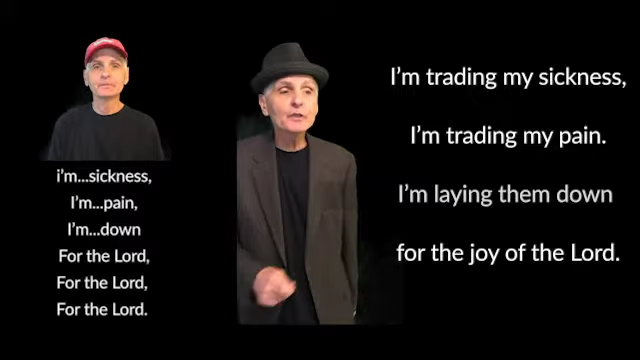 i'm...sickness,
I'm...pain,
I'm...down
For the Lord,
For the Lord,
For the Lord.
I'm trading my sickness,
I'm trading my pain.
I'm laying them down
for the joy of the Lord.